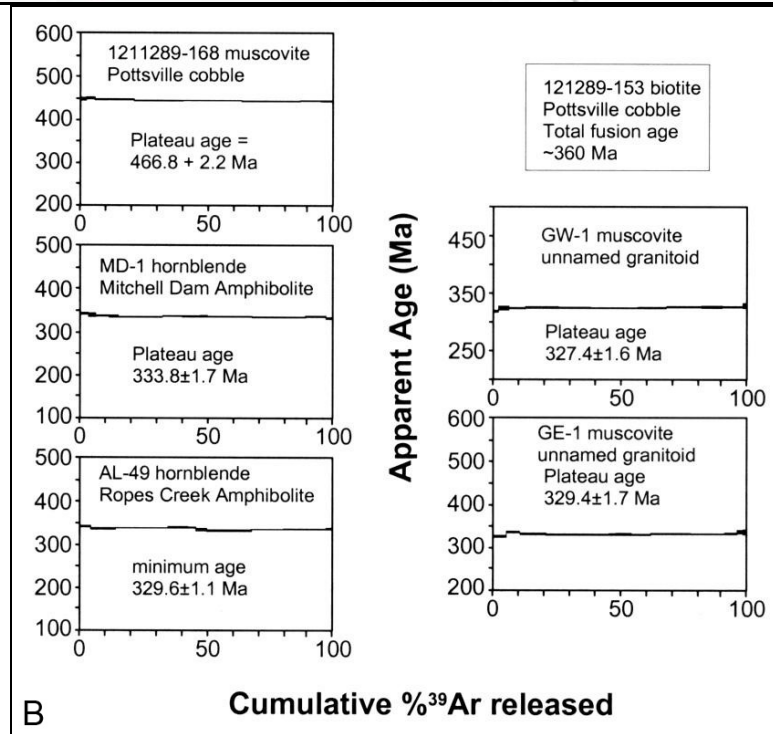 600
500
400
300
200
1211289-168 muscovite
Pottsville cobble
Plateau age =
466.8 + 2.2 Ma
0
50
100
500
400
300
200
100
MD-1 hornblende
Mitchell Dam Amphibolite
Plateau age
333.8±1.7 Ma
0
50
100
500
400
300
200
100
AL-49 hornblende
Ropes Creek Amphibolite
minimum age
329.6±1.1 Ma
0
50
100
Apparent Age (Ma)
121289-153 biotite
Pottsville cobble
Total fusion age
~360 Ma
450
350
250
GW-1 muscovite
unnamed granitoid
Plateau age
327.4±1.6 Ma
0
50
100
600
500
400
300
200
GE-1 muscovite
unnamed granitoid
Plateau age
329.4±1.7 Ma
0
50
100
B
Cumulative %³⁹Ar released